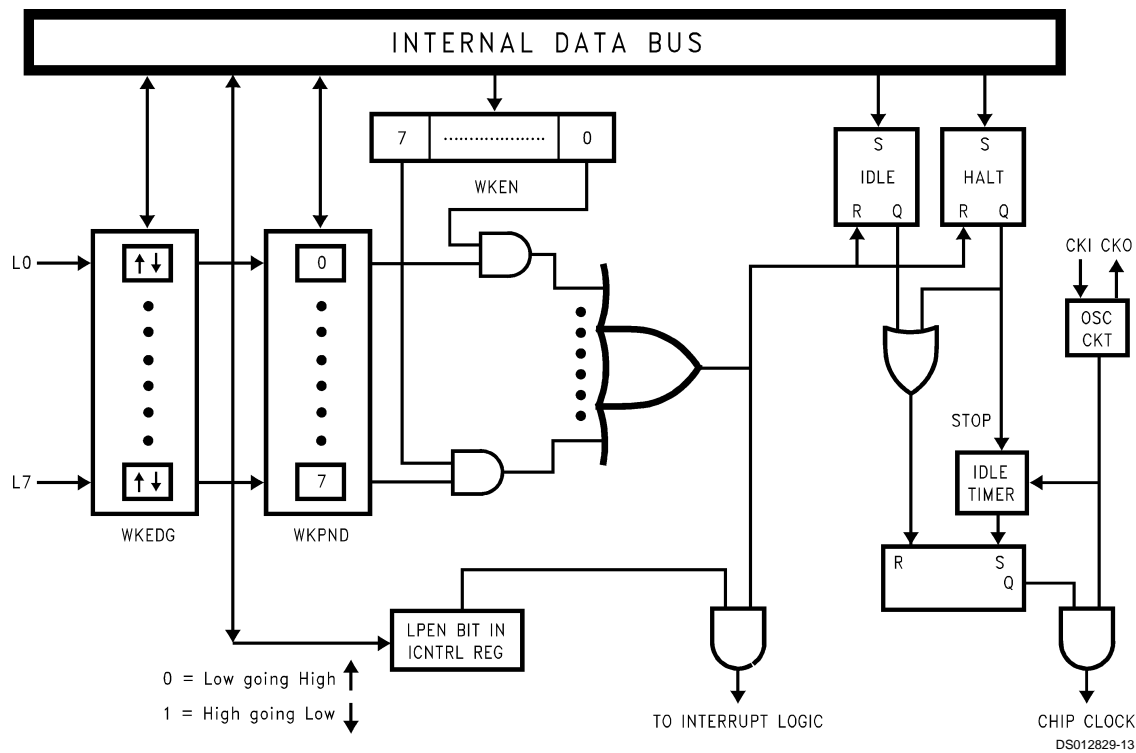 INTERNAL DATA BUS
7 ................... 0
WKEN
S
IDLE
R Q
S
HALT
R Q
CKI CKO
OSC
CKT
L0
0
L7
7
WKEDG
WKPND
STOP
IDLE
TIMER
R S
Q
LPEN BIT IN
ICNTRL REG
0 = Low going High
1 = High going Low
TO INTERRUPT LOGIC
CHIP CLOCK
DS012829-13